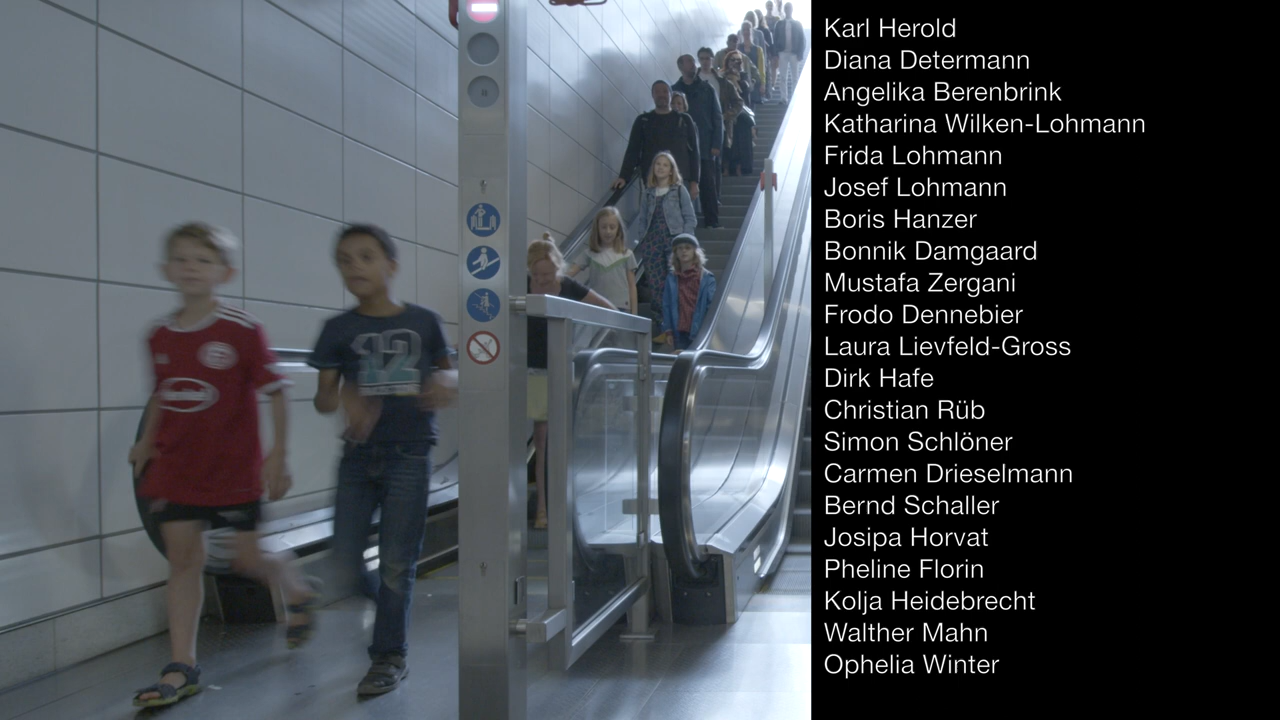 12
Karl Herold
Diana Determann
Angelika Berenbrink
Katharina Wilken-Lohmann
Frida Lohmann
Josef Lohmann
Boris Hanzer
Bonnik Damgaard
Mustafa Zergani
Frodo Dennebier
Laura Lievfeld-Gross
Dirk Hafe
Christian Rüb
Simon Schlöner
Carmen Drieselmann
Bernd Schaller
Josipa Horvat
Pheline Florin
Kolja Heidebrecht
Walther Mahn
Ophelia Winter